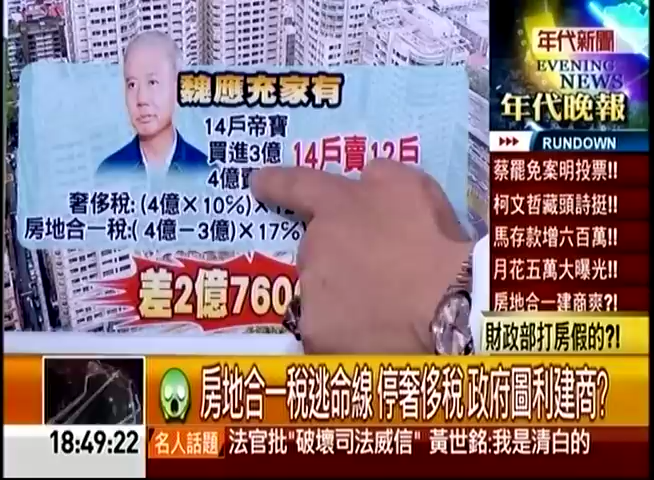 魏應充家有
14戶帝寶
買進3億
4億
14戶賣12戶
奢侈稅:(4億×10%)×12
房地合一稅:(4億-3億)×17%
差2億760
年代新聞
EVENING NEWS
年代晚報
RUNDOWN
蔡罷免案明投票!!
柯文哲藏頭詩挺!!
馬存款增六百萬!!
月花五萬大曝光!!
房地合一建商爽?!
財政部打房假的?!
房地合一稅逃命線 停奢侈稅 政府圖利建商?
18:49:22
名人話題
法官批"破壞司法威信" 黃世銘:我是清白的